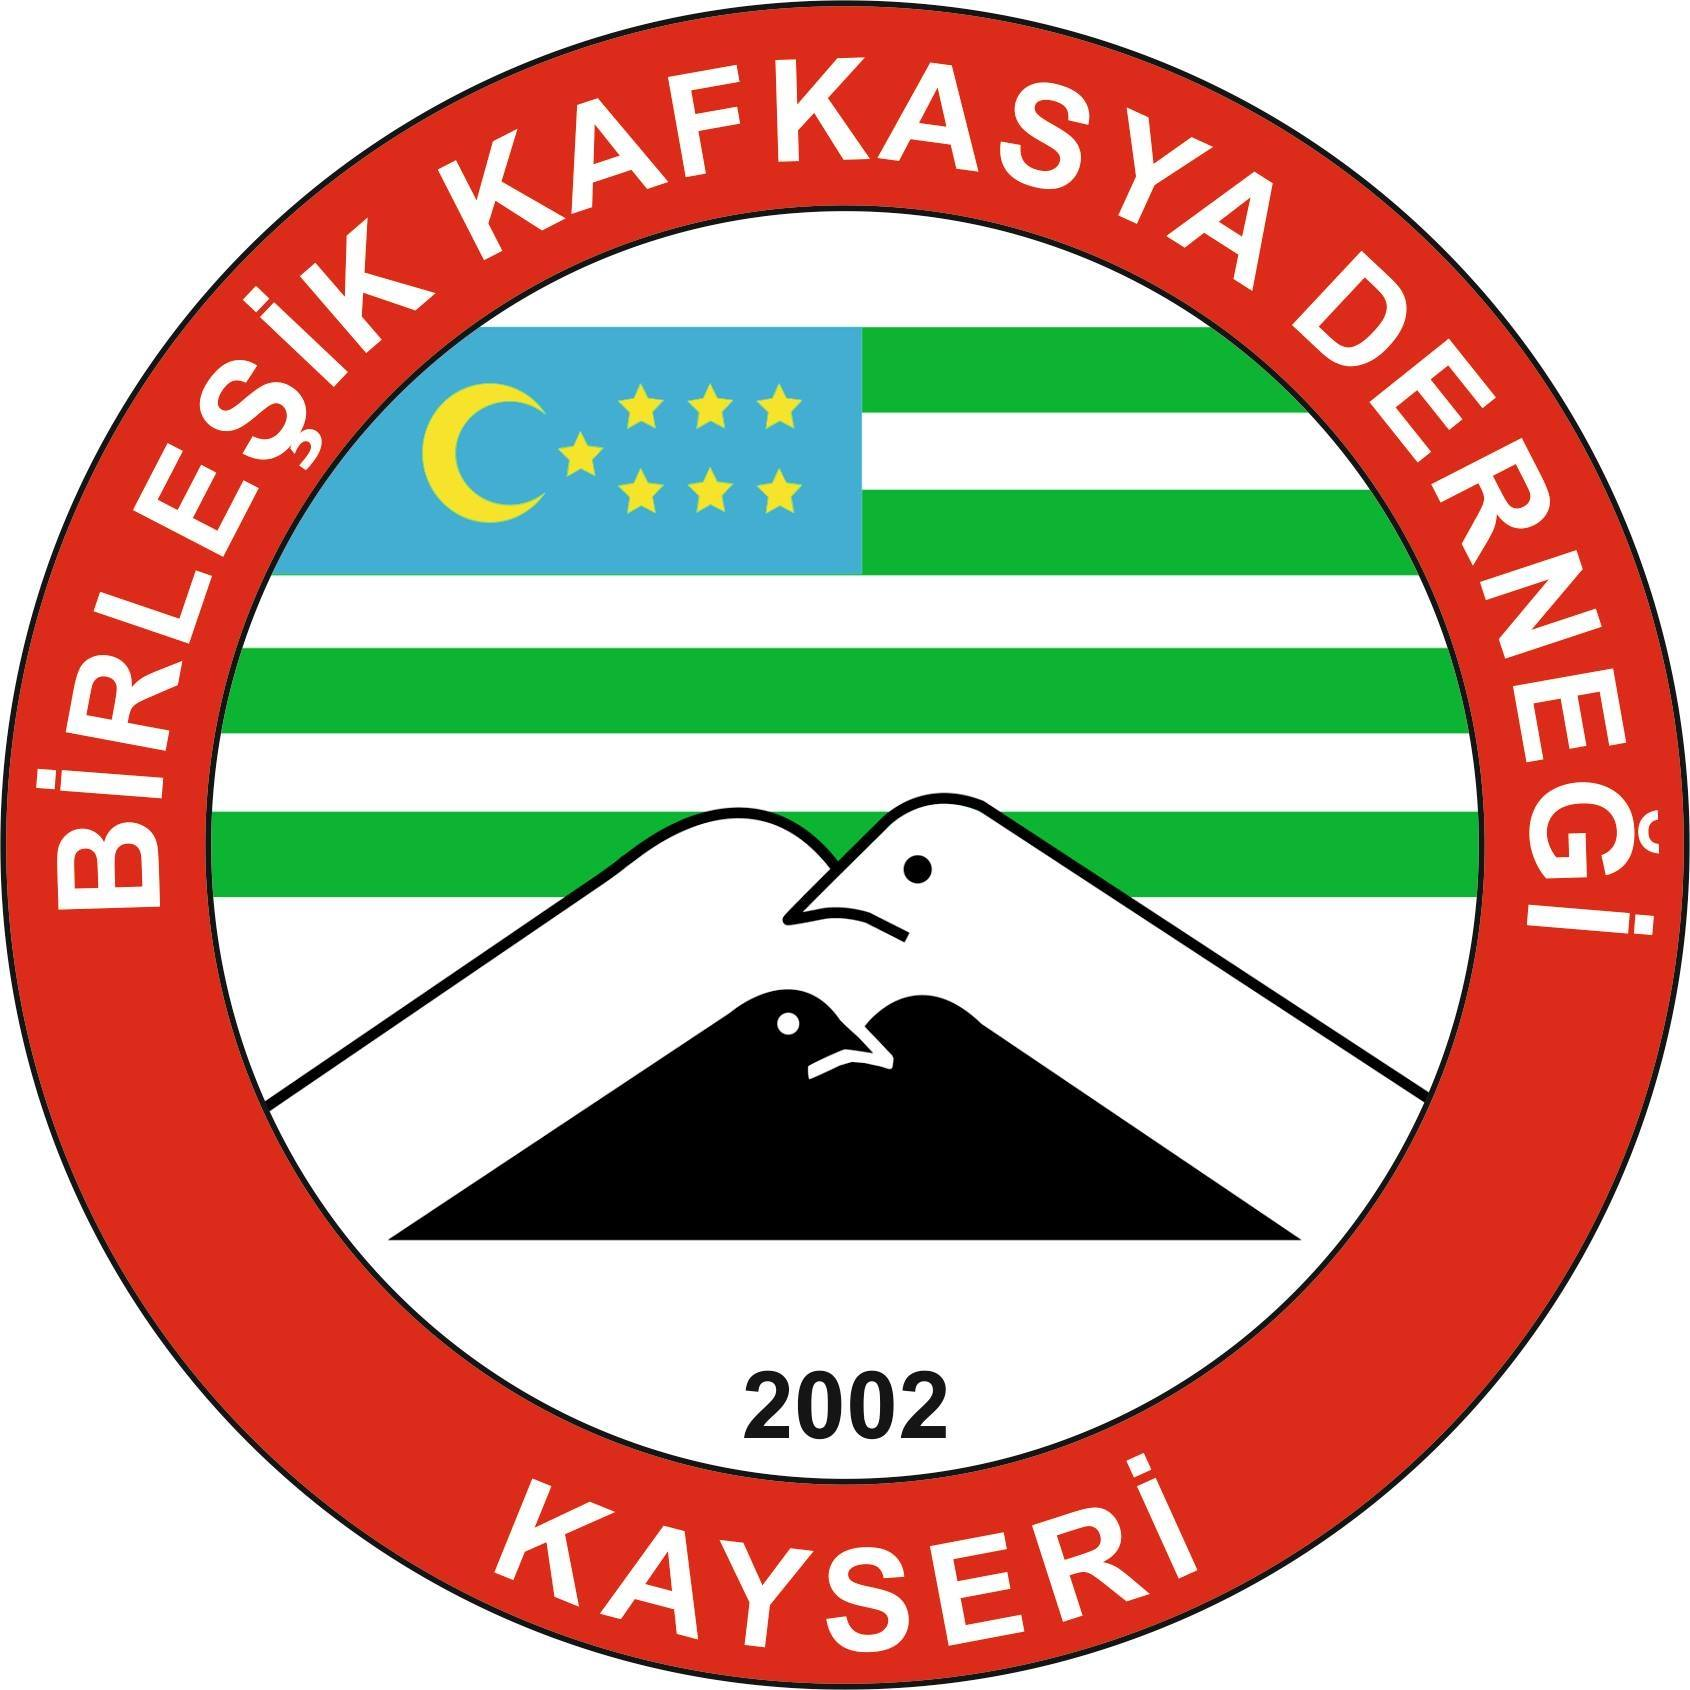 BİRLEŞİK KAFKASYA DERNEĞİ
2002
KAYSERİ